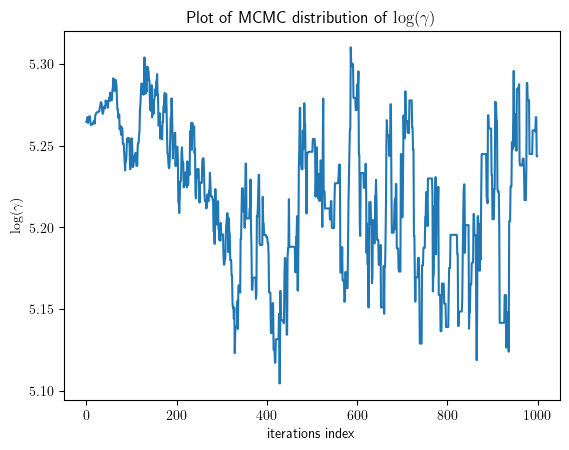 Plot of MCMC distribution of log(γ)
5.30
5.25
5.20
5.15
5.10
log(γ)
0 200 400 600 800 1000
iterations index